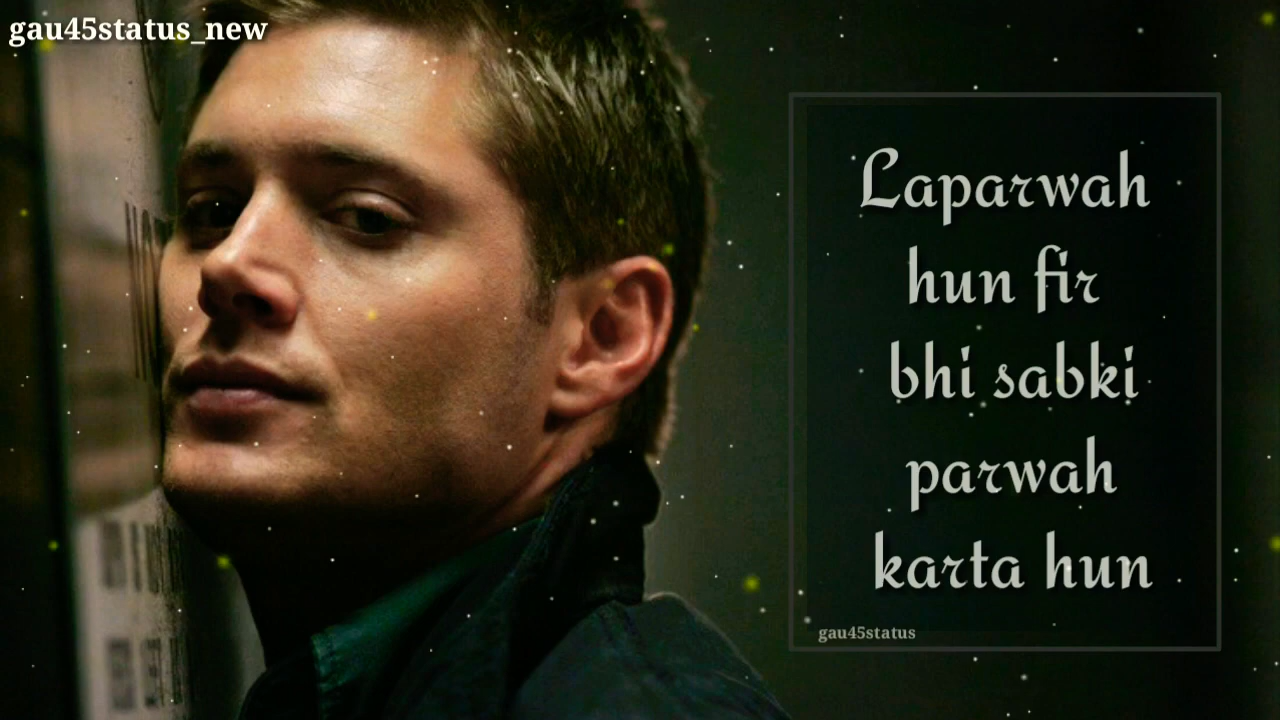 gau45status_new
Laparwah
hun fir
bhi sabki
parwah
karta hun
gau45status